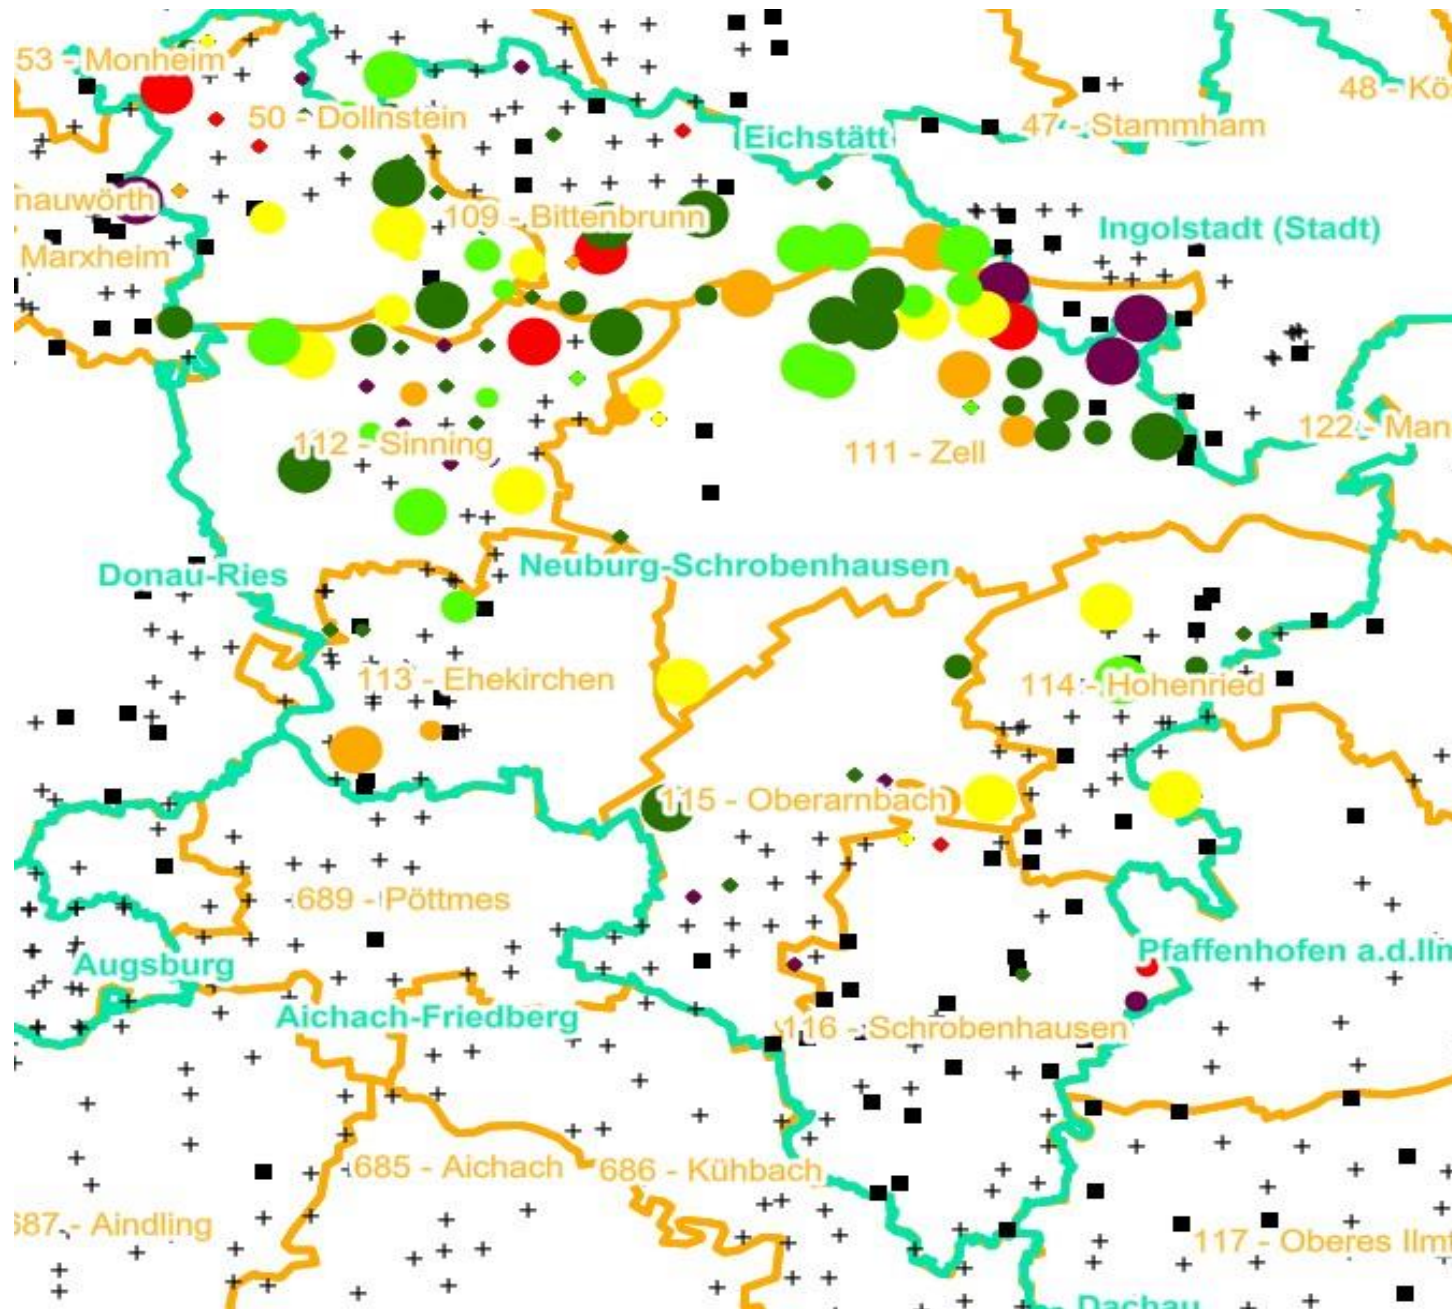 53 - Monheim
48 - Kö
50 - Dollnstein
47 - Stammham
Eichstätt
nauwörth
109 - Bittenbrunn
Ingolstadt (Stadt)
Marxheim
122 - Man
112 - Sinning
111 - Zell
Neuburg-Schrobenhausen
Donau-Ries
113 - Ehekirchen
114 - Hohenried
115 - Oberarnbach
689 - Pöttmes
Pfaffenhofen a.d.Ilm
Augsburg
Aichach-Friedberg
116 - Schrobenhausen
685 - Aichach
686 - Kühbach
687 - Aindling
117 - Oberes Ilmt
Dachau